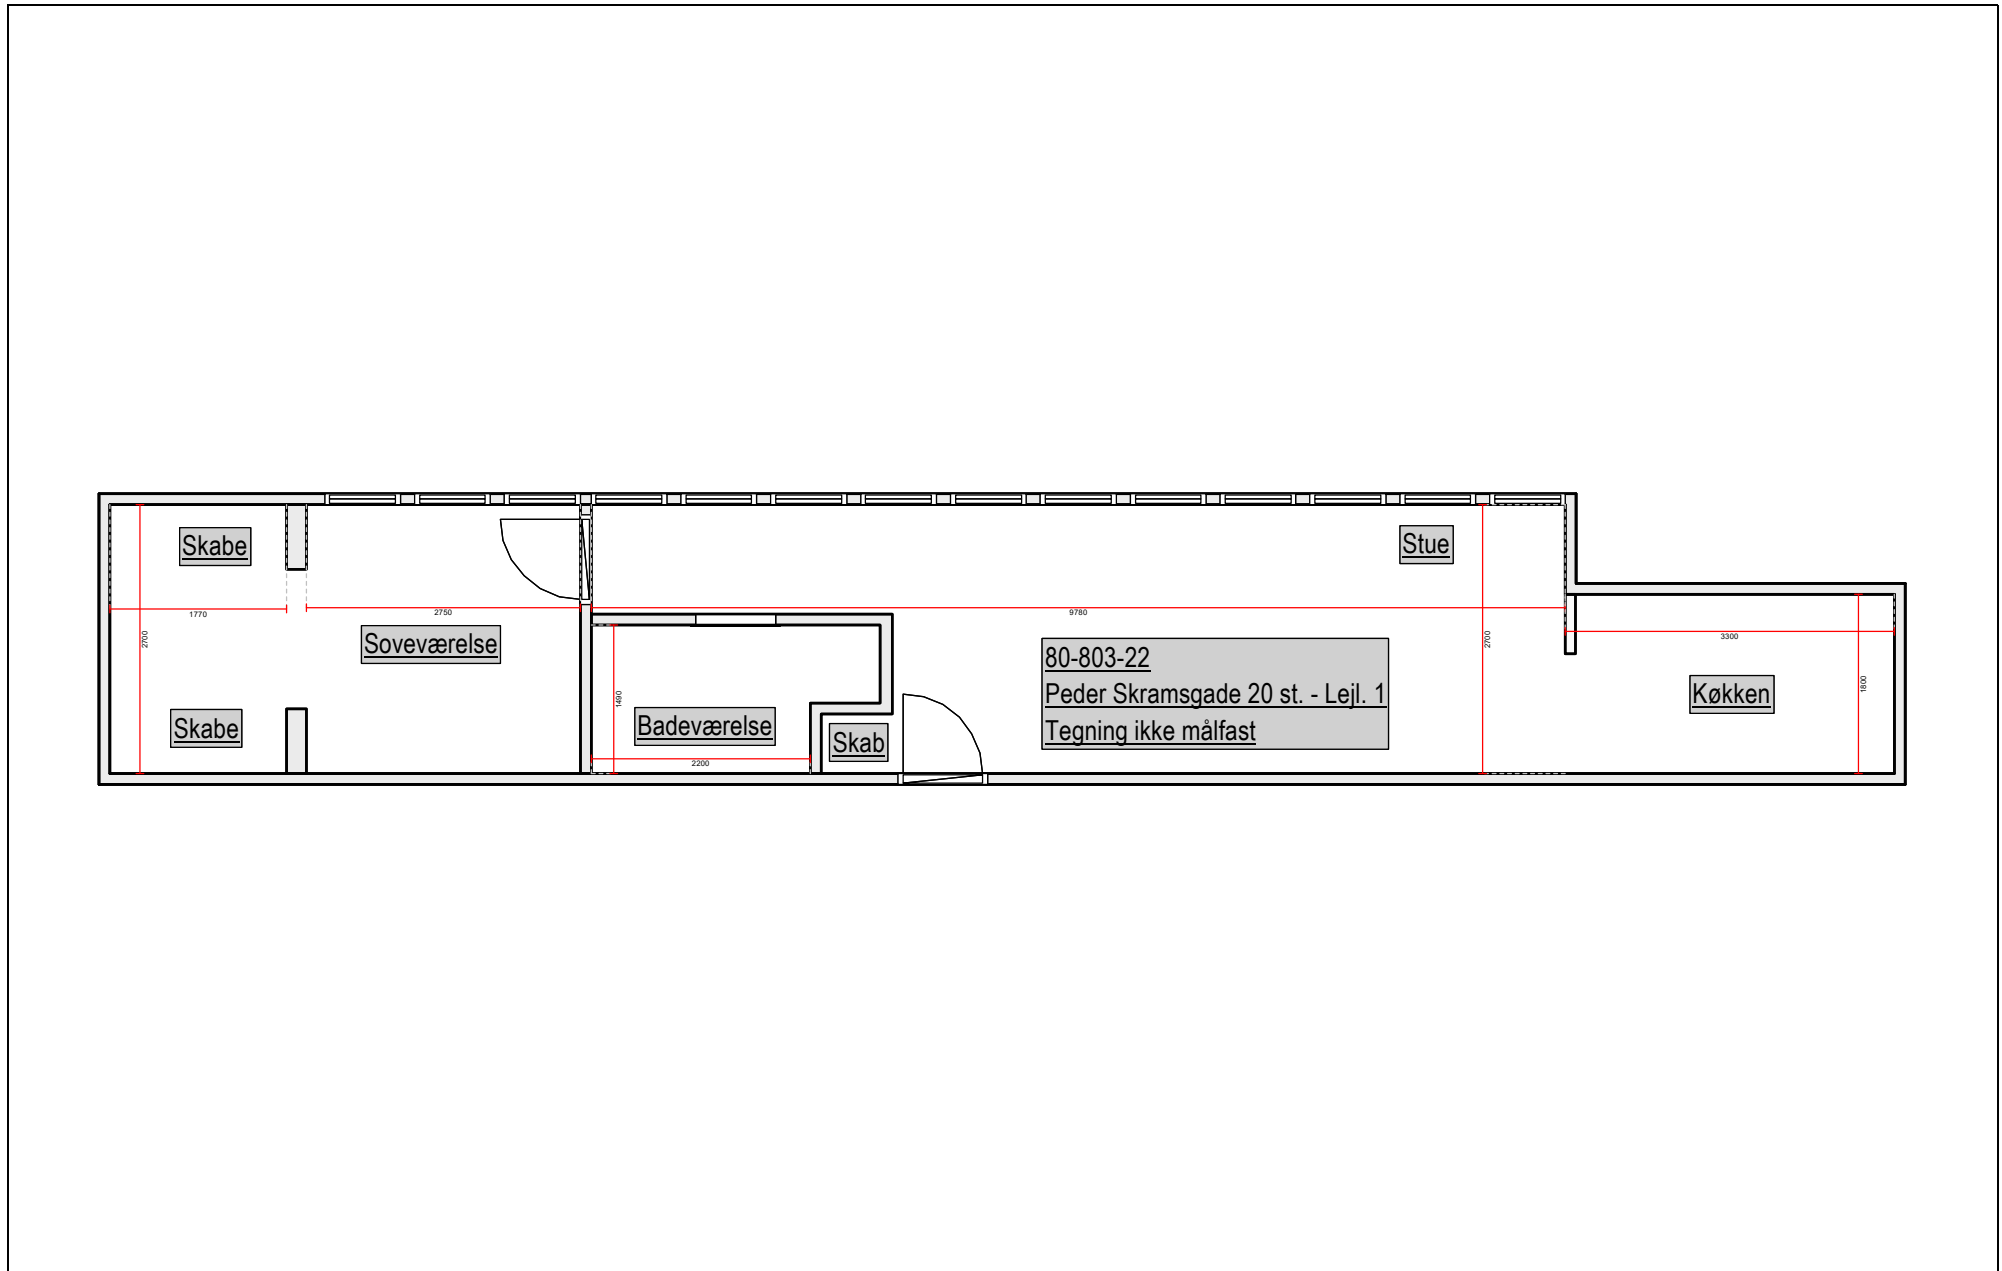 Skabe
Stue
1770
2750
9780
2700
Soveværelse
2700
3300
80-803-22
Peder Skramsgade 20 st. - Lejl. 1
Tegning ikke målfast
1490
1800
Køkken
Skabe
Badeværelse
Skab
2200